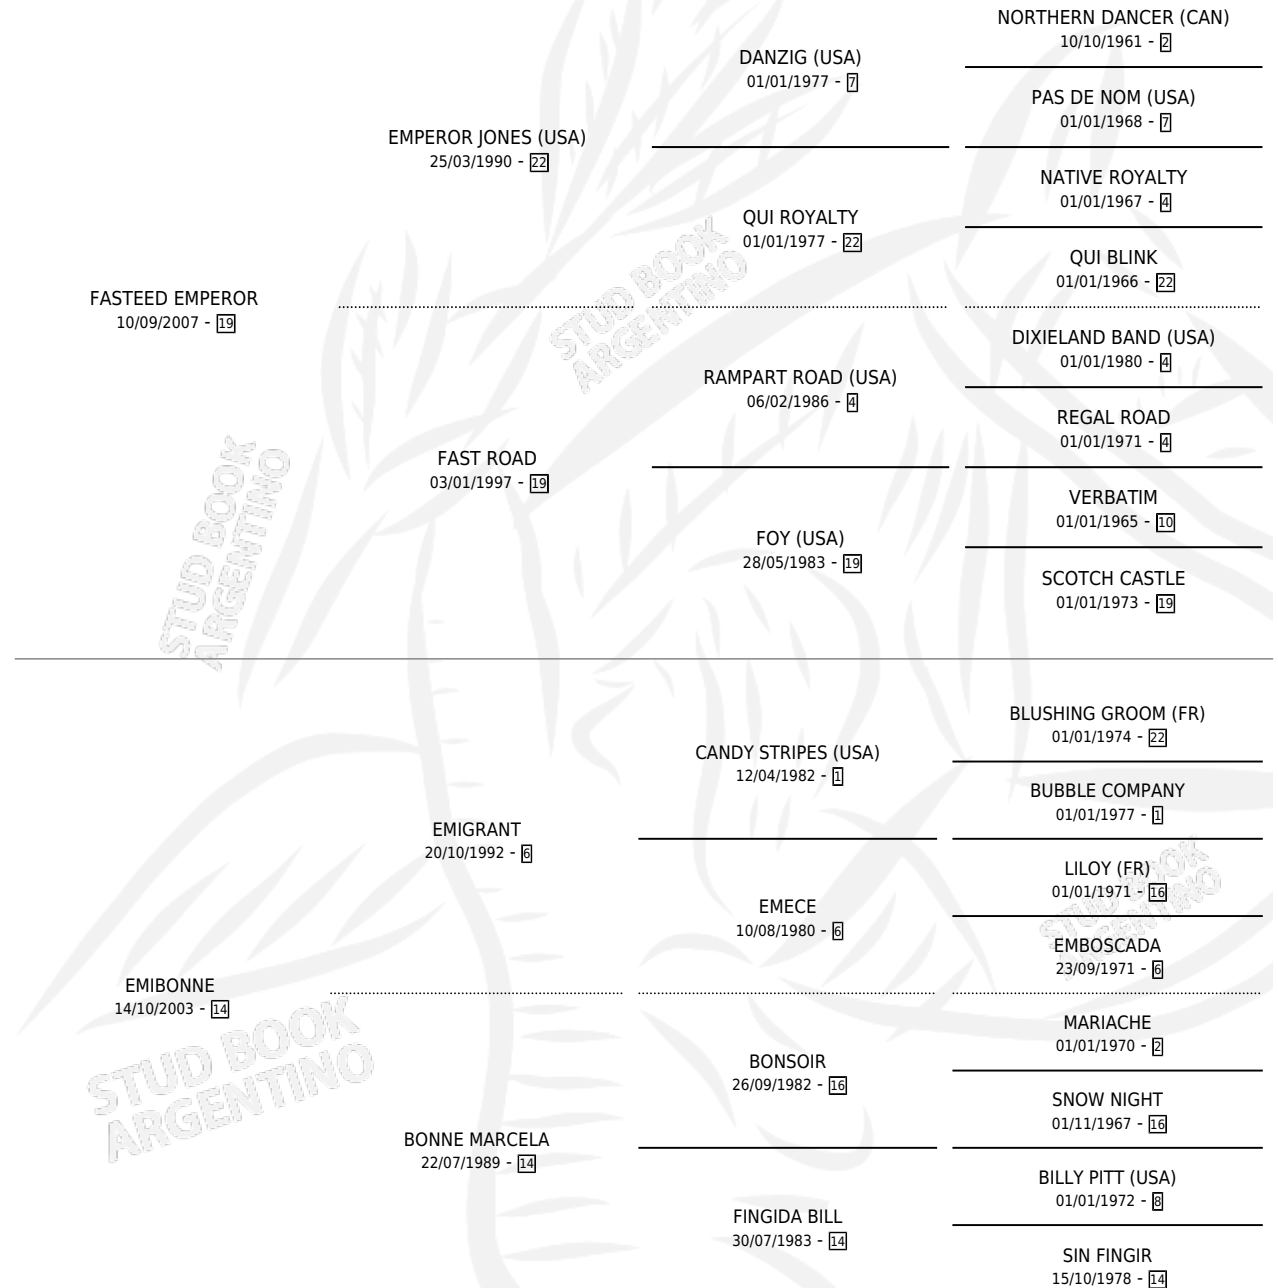 NORTHERN DANCER (CAN)
10/10/1961 - 2
DANZIG (USA)
01/01/1977 - 7
PAS DE NOM (USA)
01/01/1968 - 7
EMPEROR JONES (USA)
25/03/1990 - 22
NATIVE ROYALTY
01/01/1967 - 4
QUI ROYALTY
01/01/1977 - 22
QUI BLINK
01/01/1966 - 22
FASTEED EMPEROR
10/09/2007 - 19
DIXIELAND BAND (USA)
01/01/1980 - 4
RAMPART ROAD (USA)
06/02/1986 - 4
REGAL ROAD
01/01/1971 - 4
FAST ROAD
03/01/1997 - 19
VERBATIM
01/01/1965 - 10
FOY (USA)
28/05/1983 - 19
SCOTCH CASTLE
01/01/1973 - 19
BLUSHING GROOM (FR)
01/01/1974 - 22
CANDY STRIPES (USA)
12/04/1982 - 1
BUBBLE COMPANY
01/01/1977 - 1
EMIGRANT
20/10/1992 - 6
LILOY (FR)
01/01/1971 - 16
EMECE
10/08/1980 - 6
EMBOSCADA
23/09/1971 - 6
EMIBONNE
14/10/2003 - 14
MARIACHE
01/01/1970 - 2
BONSOIR
26/09/1982 - 16
SNOW NIGHT
01/11/1967 - 16
BONNE MARCELA
22/07/1989 - 14
BILLY PITT (USA)
01/01/1972 - 8
FINGIDA BILL
30/07/1983 - 14
SIN FINGIR
15/10/1978 - 14
STUD BOOK
ARGENTINO
STUD BOOK
ARGENTINO
STUD BOOK
ARGENTINO
STUD BOOK
ARGENTINO